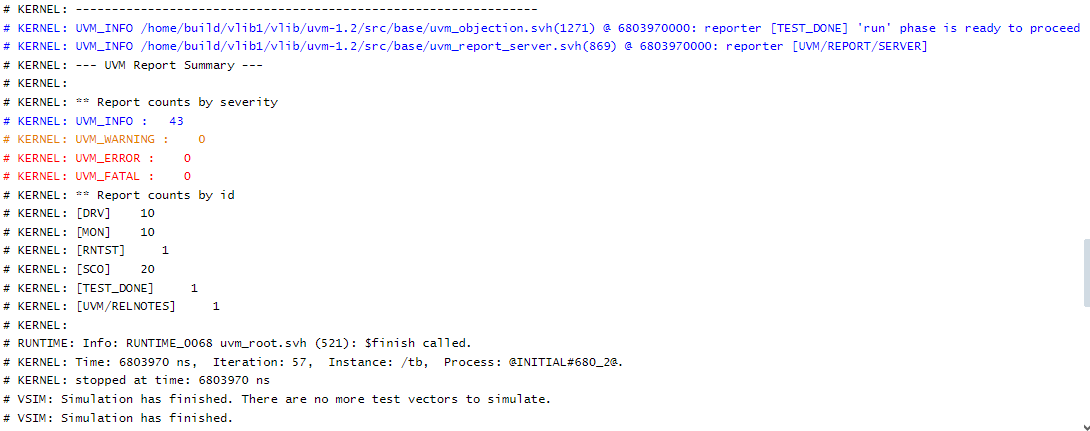 # KERNEL: ----------------------------------------------------------------
# KERNEL: UVM_INFO /home/build/vlib1/vlib/uvm-1.2/src/base/uvm_objection.svh(1271) @ 6803970000: reporter [TEST_DONE] 'run' phase is ready to proceed
# KERNEL: UVM_INFO /home/build/vlib1/vlib/uvm-1.2/src/base/uvm_report_server.svh(869) @ 6803970000: reporter [UVM/REPORT/SERVER]
# KERNEL: --- UVM Report Summary ---
# KERNEL:
# KERNEL: ** Report counts by severity
# KERNEL: UVM_INFO :   43
# KERNEL: UVM_WARNING :    0
# KERNEL: UVM_ERROR :    0
# KERNEL: UVM_FATAL :    0
# KERNEL: ** Report counts by id
# KERNEL: [DRV]    10
# KERNEL: [MON]    10
# KERNEL: [RNTST]     1
# KERNEL: [SCO]    20
# KERNEL: [TEST_DONE]     1
# KERNEL: [UVM/RELNOTES]     1
# KERNEL:
# RUNTIME: Info: RUNTIME_0068 uvm_root.svh (521): $finish called.
# KERNEL: Time: 6803970 ns,  Iteration: 57,  Instance: /tb,  Process: @INITIAL#680_2@.
# KERNEL: stopped at time: 6803970 ns
# VSIM: Simulation has finished. There are no more test vectors to simulate.
# VSIM: Simulation has finished.